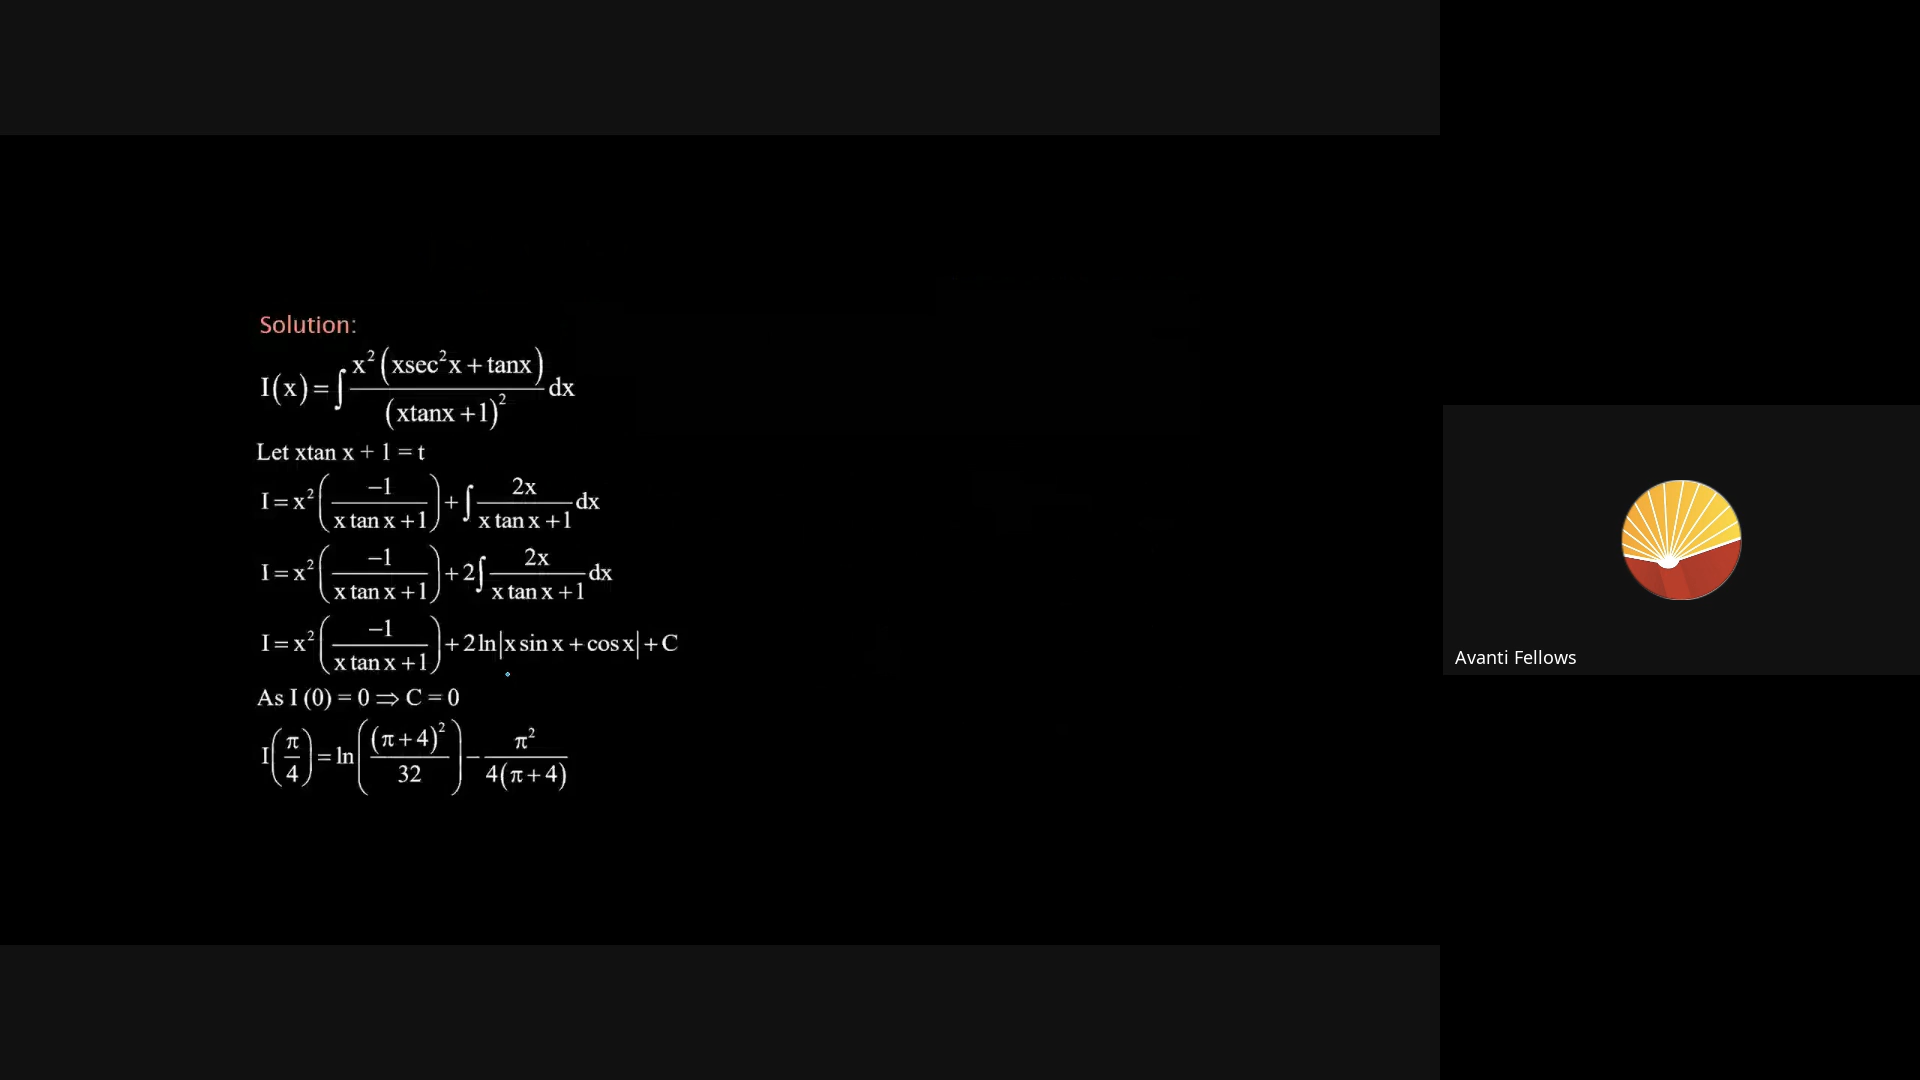 Solution:
I(x) = ∫ x²(xsec²x + tanx) / (xtanx + 1)² dx
Let xtan x + 1 = t
I = x² (−1 / (x tan x + 1)) + ∫ 2x / (x tan x + 1) dx
I = x² (−1 / (x tan x + 1)) + 2∫ 2x / (x tan x + 1) dx
I = x² (−1 / (x tan x + 1)) + 2 ln|x sin x + cos x| + C
As I (0) = 0 ⇒ C = 0
I(π/4) = ln((π + 4)² / 32) − π² / 4(π + 4)
Avanti Fellows